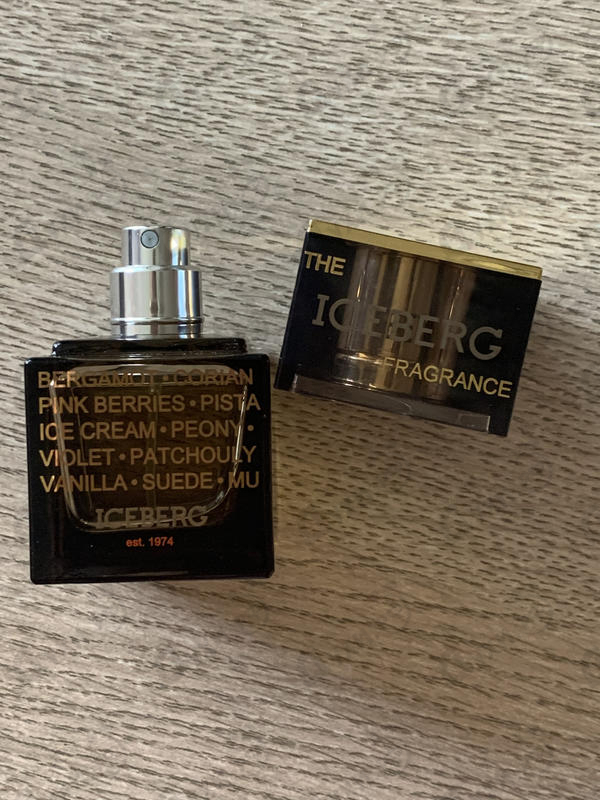 BERGAMOT • CORIAN
PINK BERRIES • PISTA
ICE CREAM • PEONY •
VIOLET • PATCHOULY
VANILLA • SUEDE • MU
ICEBERG
est. 1974
THE
ICEBERG
FRAGRANCE